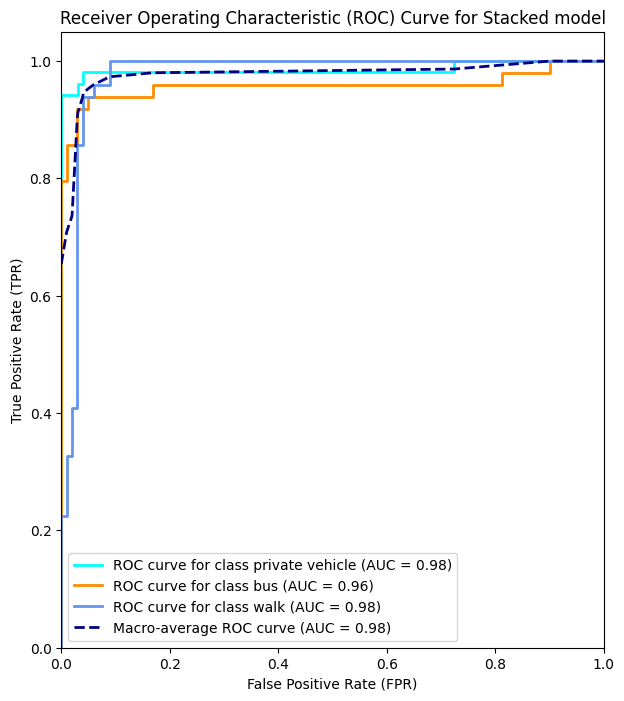 Receiver Operating Characteristic (ROC) Curve for Stacked model
True Positive Rate (TPR)
1.0
0.8
0.6
0.4
0.2
0.0
ROC curve for class private vehicle (AUC = 0.98)
ROC curve for class bus (AUC = 0.96)
ROC curve for class walk (AUC = 0.98)
Macro-average ROC curve (AUC = 0.98)
0.0 0.2 0.4 0.6 0.8 1.0
False Positive Rate (FPR)